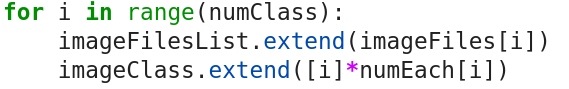 for i in range(numClass):
    imageFilesList.extend(imageFiles[i])
    imageClass.extend([i]*numEach[i])